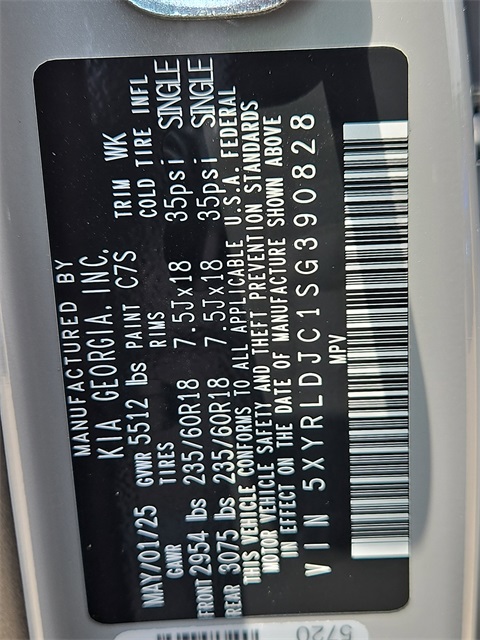 MANUFACTURED BY
KIA GEORGIA, INC.
MAY/01/25 GVWR 5512 lbs PAINT C7S TRIM WK
GAWR TIRES RIMS COLD TIRE INFL
FRONT 2954 lbs 235/60R18 7.5Jx18 35psi SINGLE
REAR 3075 lbs 235/60R18 7.5Jx18 35psi SINGLE
THIS VEHICLE CONFORMS TO ALL APPLICABLE U.S.A. FEDERAL
MOTOR VEHICLE SAFETY AND THEFT PREVENTION STANDARDS
IN EFFECT ON THE DATE OF MANUFACTURE SHOWN ABOVE
VIN 5XYRLDJC1SG390828
MPV
5720